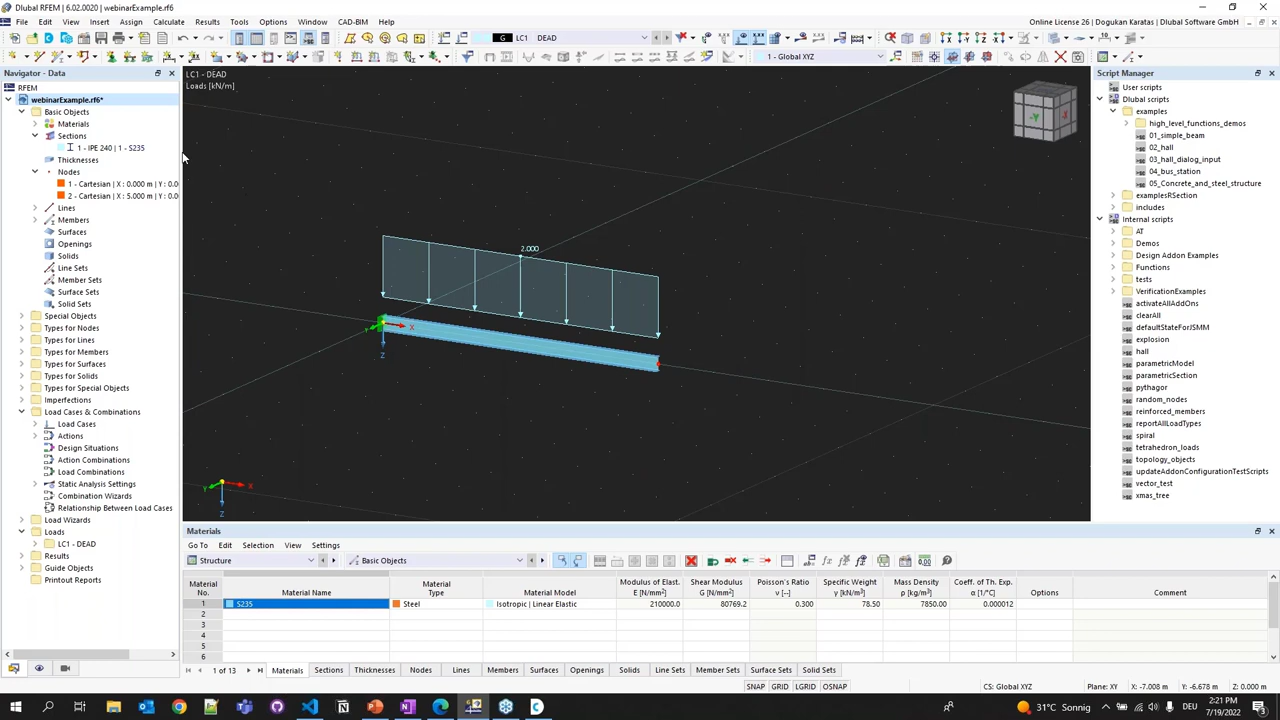 Dlubal RFEM | 6.02.0020 | webinarExample.rf6*
File Edit View Insert Assign Calculate Results Tools Options Window CAD-BIM Help
Online License 26 | Dogukan Karatas | Dlubal Software GmbH
G LC1 DEAD
1 - Global XYZ
Navigator - Data
RFEM
webinarExample.rf6*
Basic Objects
Materials
Sections
1 - IPE 240 | 1 - S235
Thicknesses
Nodes
1 - Cartesian | X : 0.000 m | Y : 0.0
2 - Cartesian | X : 5.000 m | Y : 0.0
Lines
Members
Surfaces
Openings
Solids
Line Sets
Member Sets
Surface Sets
Solid Sets
Special Objects
Types for Nodes
Types for Lines
Types for Members
Types for Surfaces
Types for Solids
Types for Special Objects
Imperfections
Load Cases & Combinations
Load Cases
Actions
Design Situations
Action Combinations
Load Combinations
Static Analysis Settings
Combination Wizards
Relationship Between Load Cases
Load Wizards
Loads
LC1 - DEAD
Results
Guide Objects
Printout Reports
LC1 - DEAD
Loads [kN/m]
2.000
X
Y
Z
Y
X
Z
-Y
-X
Script Manager
User scripts
Dlubal scripts
examples
high_level_functions_demos
01_simple_beam
02_hall
03_hall_dialog_input
04_bus_station
05_Concrete_and_steel_structure
examplesRSection
includes
Internal scripts
AT
Demos
Design Addon Examples
Functions
tests
VerificationExamples
activateAllAddOns
clearAll
defaultStateForJSMM
explosion
hall
parametricModel
parametricSection
pythagor
random_nodes
reinforced_members
reportAllLoadTypes
spiral
tetrahedron_loads
topology_objects
updateAddonConfigurationTestScripts
vector_test
xmas_tree
Materials
Go To Edit Selection View Settings
Structure Basic Objects
Material No. Material Name Material Type Material Model Modulus of Elast. E [N/mm²] Shear Modulus G [N/mm²] Poisson's Ratio ν [--] Specific Weight γ [kN/m³] Mass Density ρ [kg/m³] Coeff. of Th. Exp. α [1/°C] Options Comment
1 S235 Steel Isotropic | Linear Elastic 210000.0 80769.2 0.300 78.50 7850.00 0.000012
2
3
4
5
6
1 of 13 Materials Sections Thicknesses Nodes Lines Members Surfaces Openings Solids Line Sets Member Sets Surface Sets Solid Sets
SNAP GRID LGRID OSNAP CS: Global XYZ Plane: XY X: -7.008 m Y: -6.678 m Z: 0.000 m
31°C Sonnig DEU 2:21 PM
7/19/2022